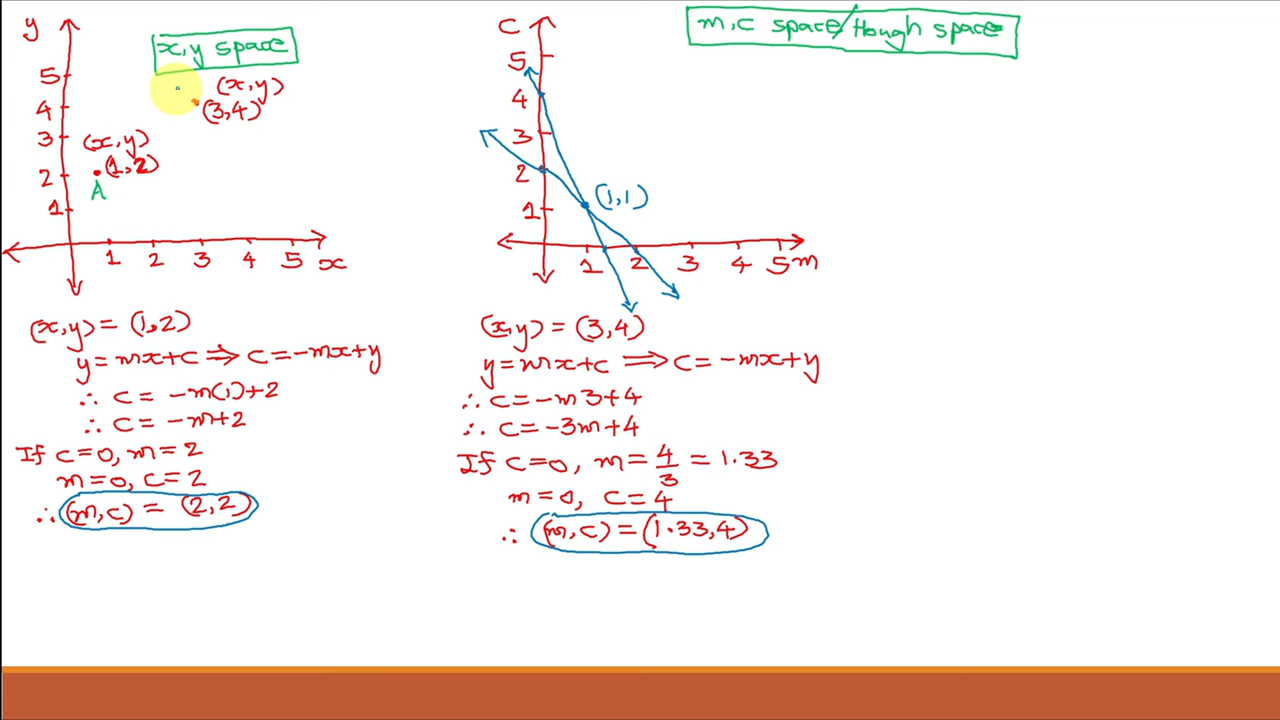 y
x,y space
5
(x,y)
4
(3,4)
3
(x,y)
2
(1,2)
A
1
1 2 3 4 5 x
(x,y) = (1,2)
y=mx+c ⇒ c=-mx+y
∴ c = -m(1)+2
∴ c = -m+2
If c=0, m=2
m=0, c=2
∴ (m,c) = (2,2)
m,c space/Hough space
c
5
4
3
2
(1,1)
1
1 2 3 4 5 m
(x,y) = (3,4)
y=mx+c ⟹ c=-mx+y
∴ c=-m3+4
∴ c=-3m+4
If c=0, m=4/3=1.33
m=0, c=4
∴ (m,c)=(1.33,4)